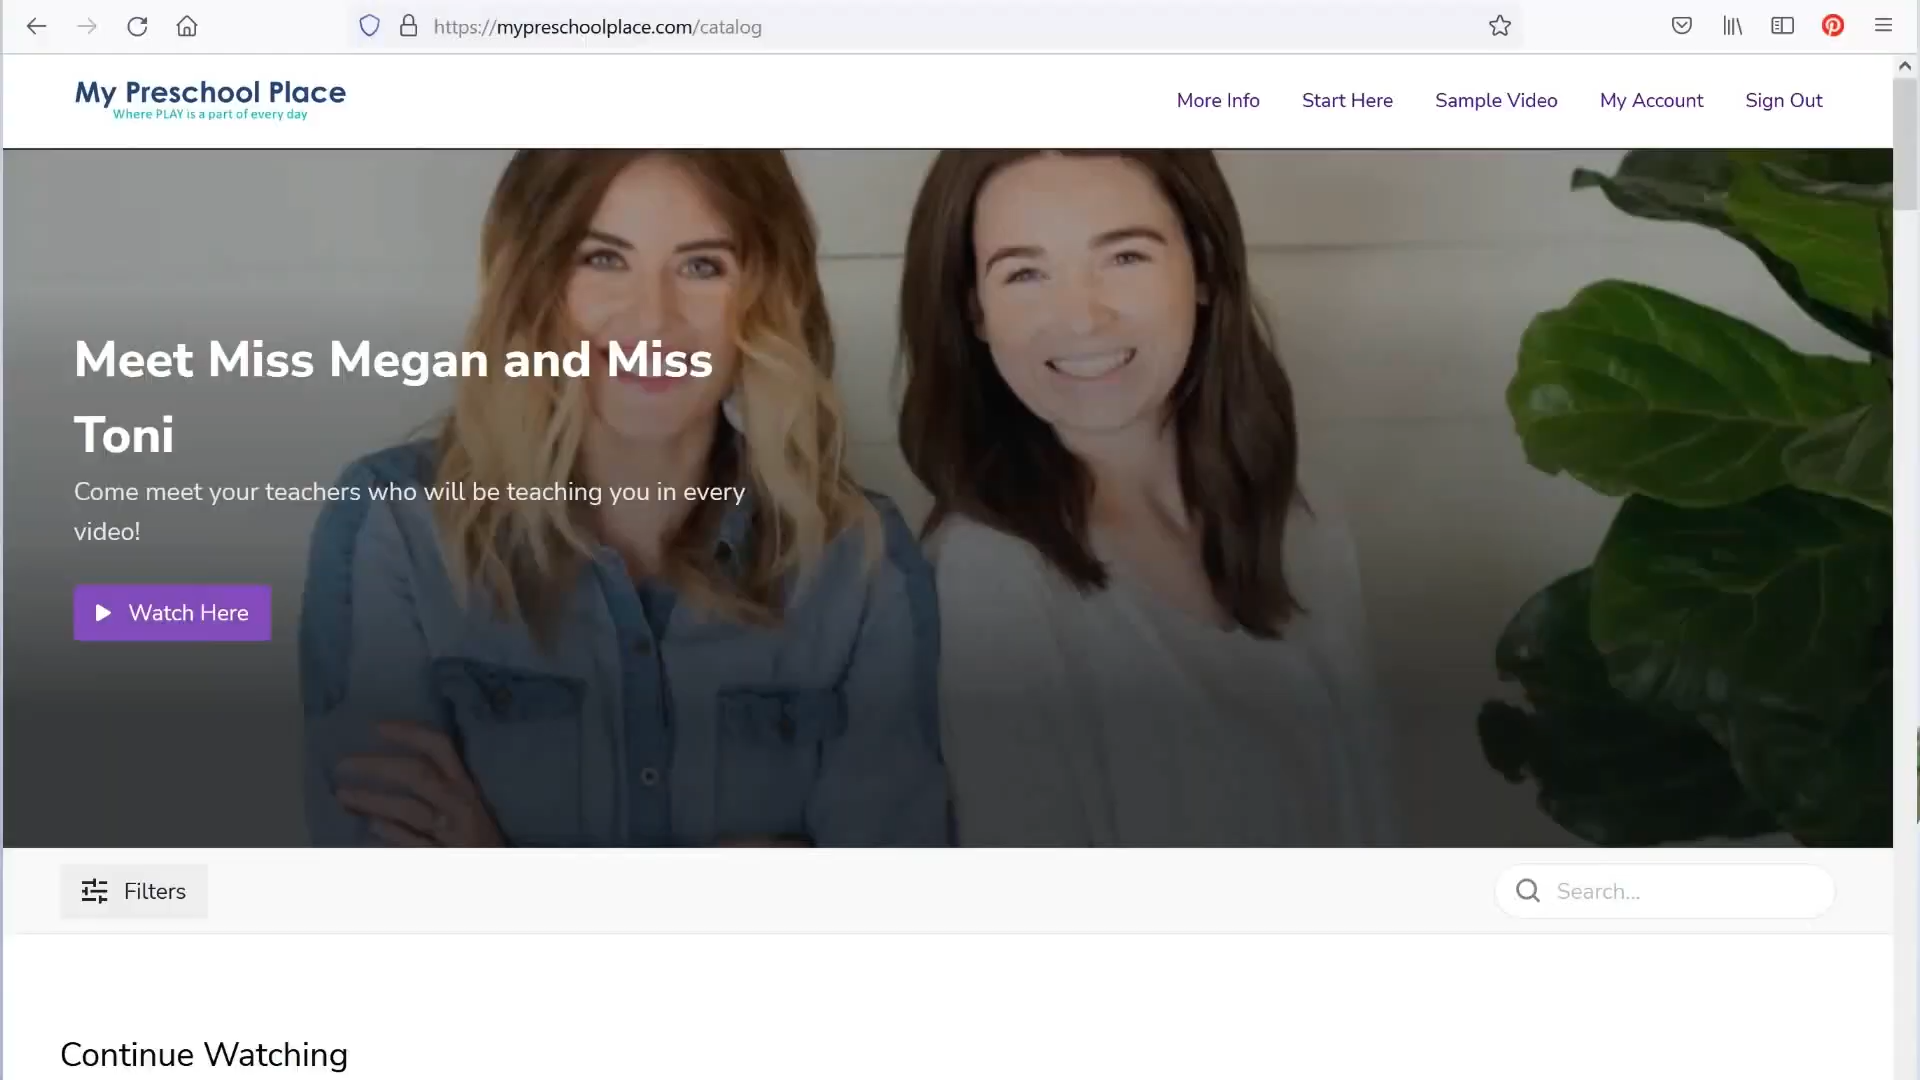 https://mypreschoolplace.com/catalog
My Preschool Place
Where PLAY is a part of every day
More Info
Start Here
Sample Video
My Account
Sign Out
Meet Miss Megan and Miss
Toni
Come meet your teachers who will be teaching you in every
video!
Watch Here
Filters
Search...
Continue Watching